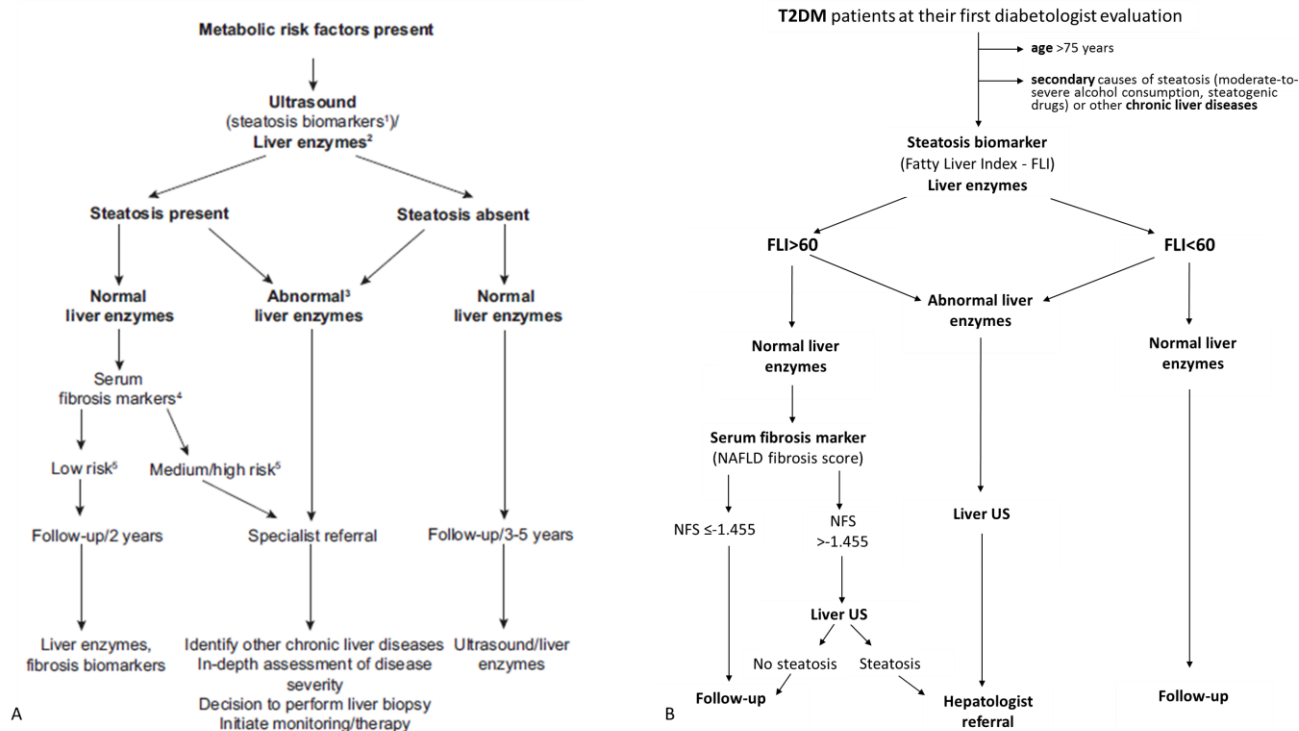 Metabolic risk factors present
Ultrasound
(steatosis biomarkers¹)/
Liver enzymes²
Steatosis present
Steatosis absent
Normal
liver enzymes
Abnormal³
liver enzymes
Normal
liver enzymes
Serum
fibrosis markers⁴
Low risk⁵
Medium/high risk⁵
Follow-up/2 years
Specialist referral
Follow-up/3-5 years
Liver enzymes,
fibrosis biomarkers
Identify other chronic liver diseases
In-depth assessment of disease
severity
Decision to perform liver biopsy
Initiate monitoring/therapy
Ultrasound/liver
enzymes
A
T2DM patients at their first diabetologist evaluation
age >75 years
secondary causes of steatosis (moderate-to-
severe alcohol consumption, steatogenic
drugs) or other chronic liver diseases
Steatosis biomarker
(Fatty Liver Index - FLI)
Liver enzymes
FLI>60
FLI<60
Abnormal liver
enzymes
Normal liver
enzymes
Normal liver
enzymes
Serum fibrosis marker
(NAFLD fibrosis score)
NFS ≤-1.455
NFS
>-1.455
Liver US
Liver US
No steatosis
Steatosis
Follow-up
Hepatologist
referral
Follow-up
B